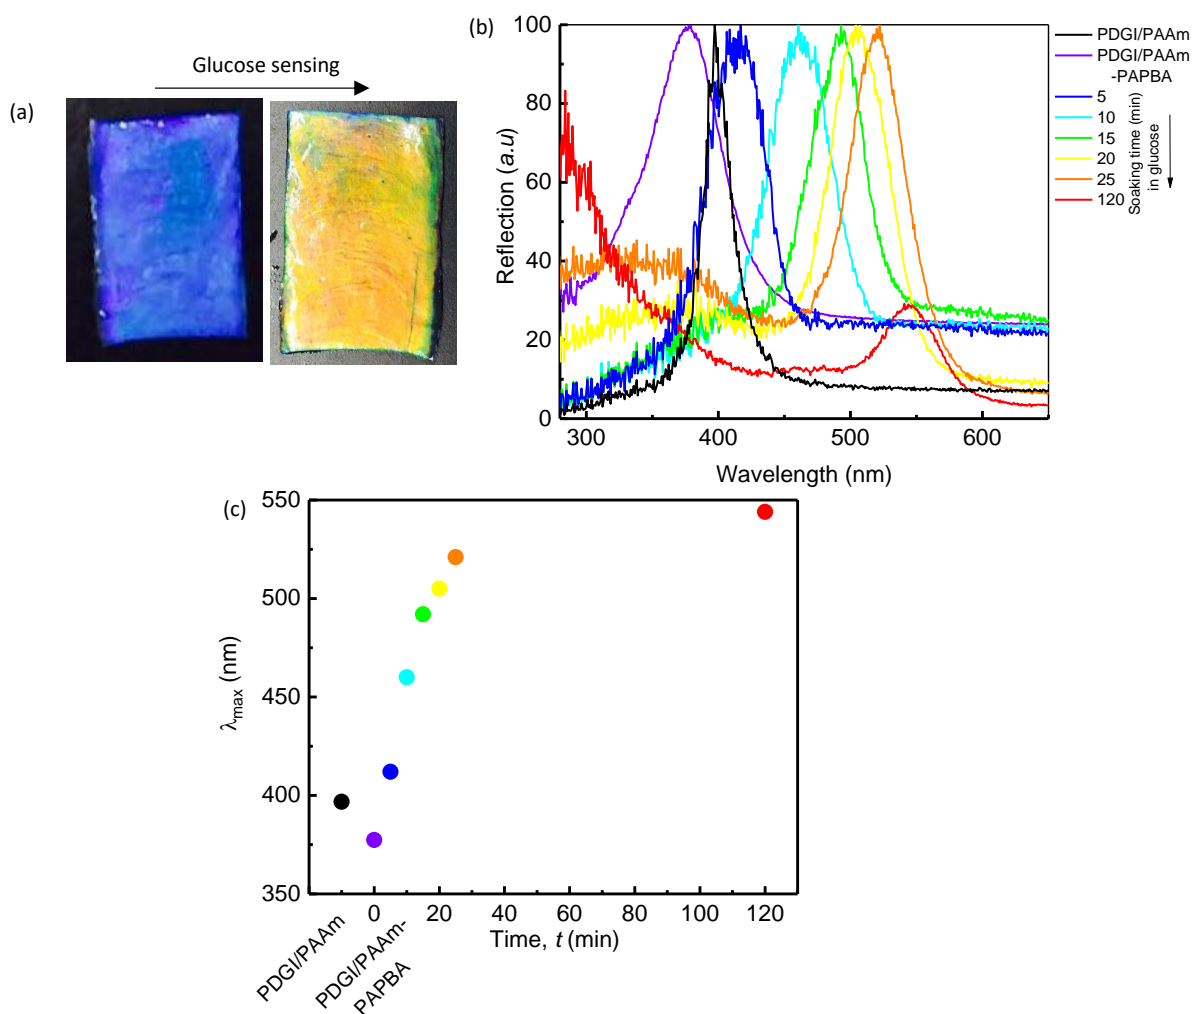 Glucose sensing
(a)
(b)
100
80
60
40
20
0
Reflection (a.u)
300
400
500
600
Wavelength (nm)
PDGI/PAAm
PDGI/PAAm
-PAPBA
5
10
15
20
25
120
Soaking time (min)
in glucose
(c)
550
500
450
400
350
λmax (nm)
0
20
40
60
80
100
120
Time, t (min)
PDGI/PAAm
PDGI/PAAm-
PAPBA